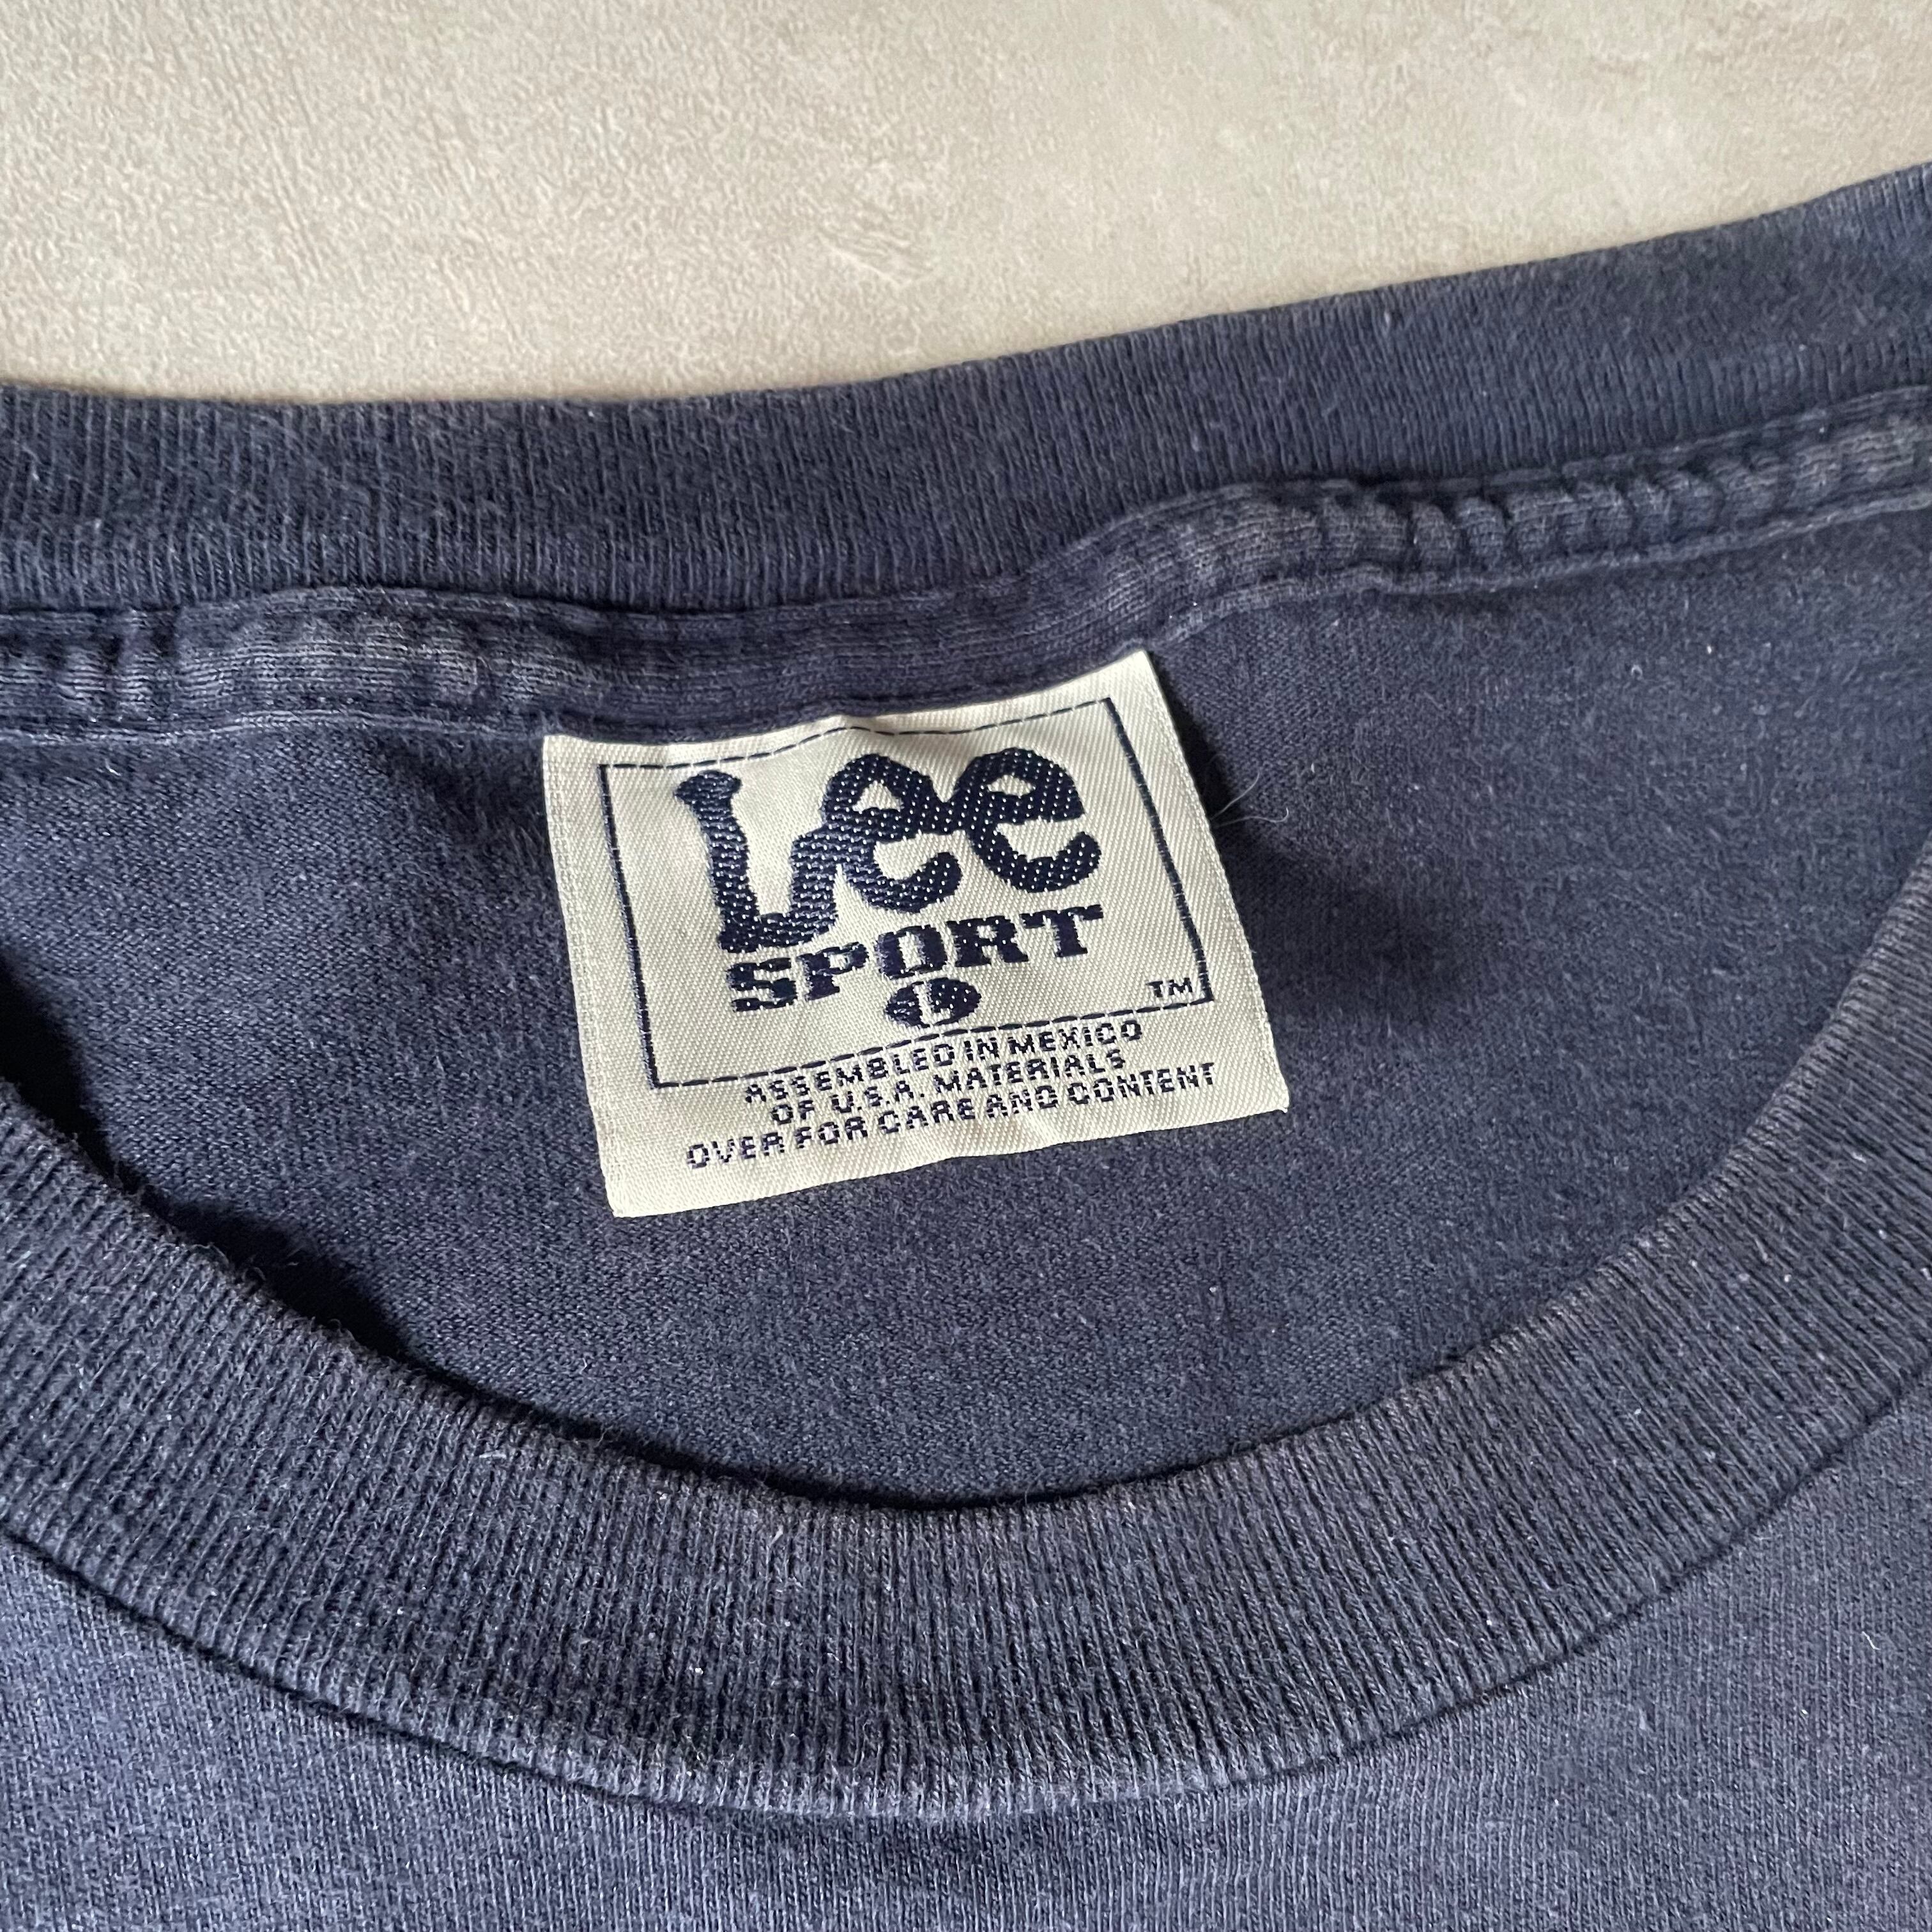 Lee
SPORT
L
TM
ASSEMBLED IN MEXICO
OF U.S.A. MATERIALS
OVER FOR CARE AND CONTENT